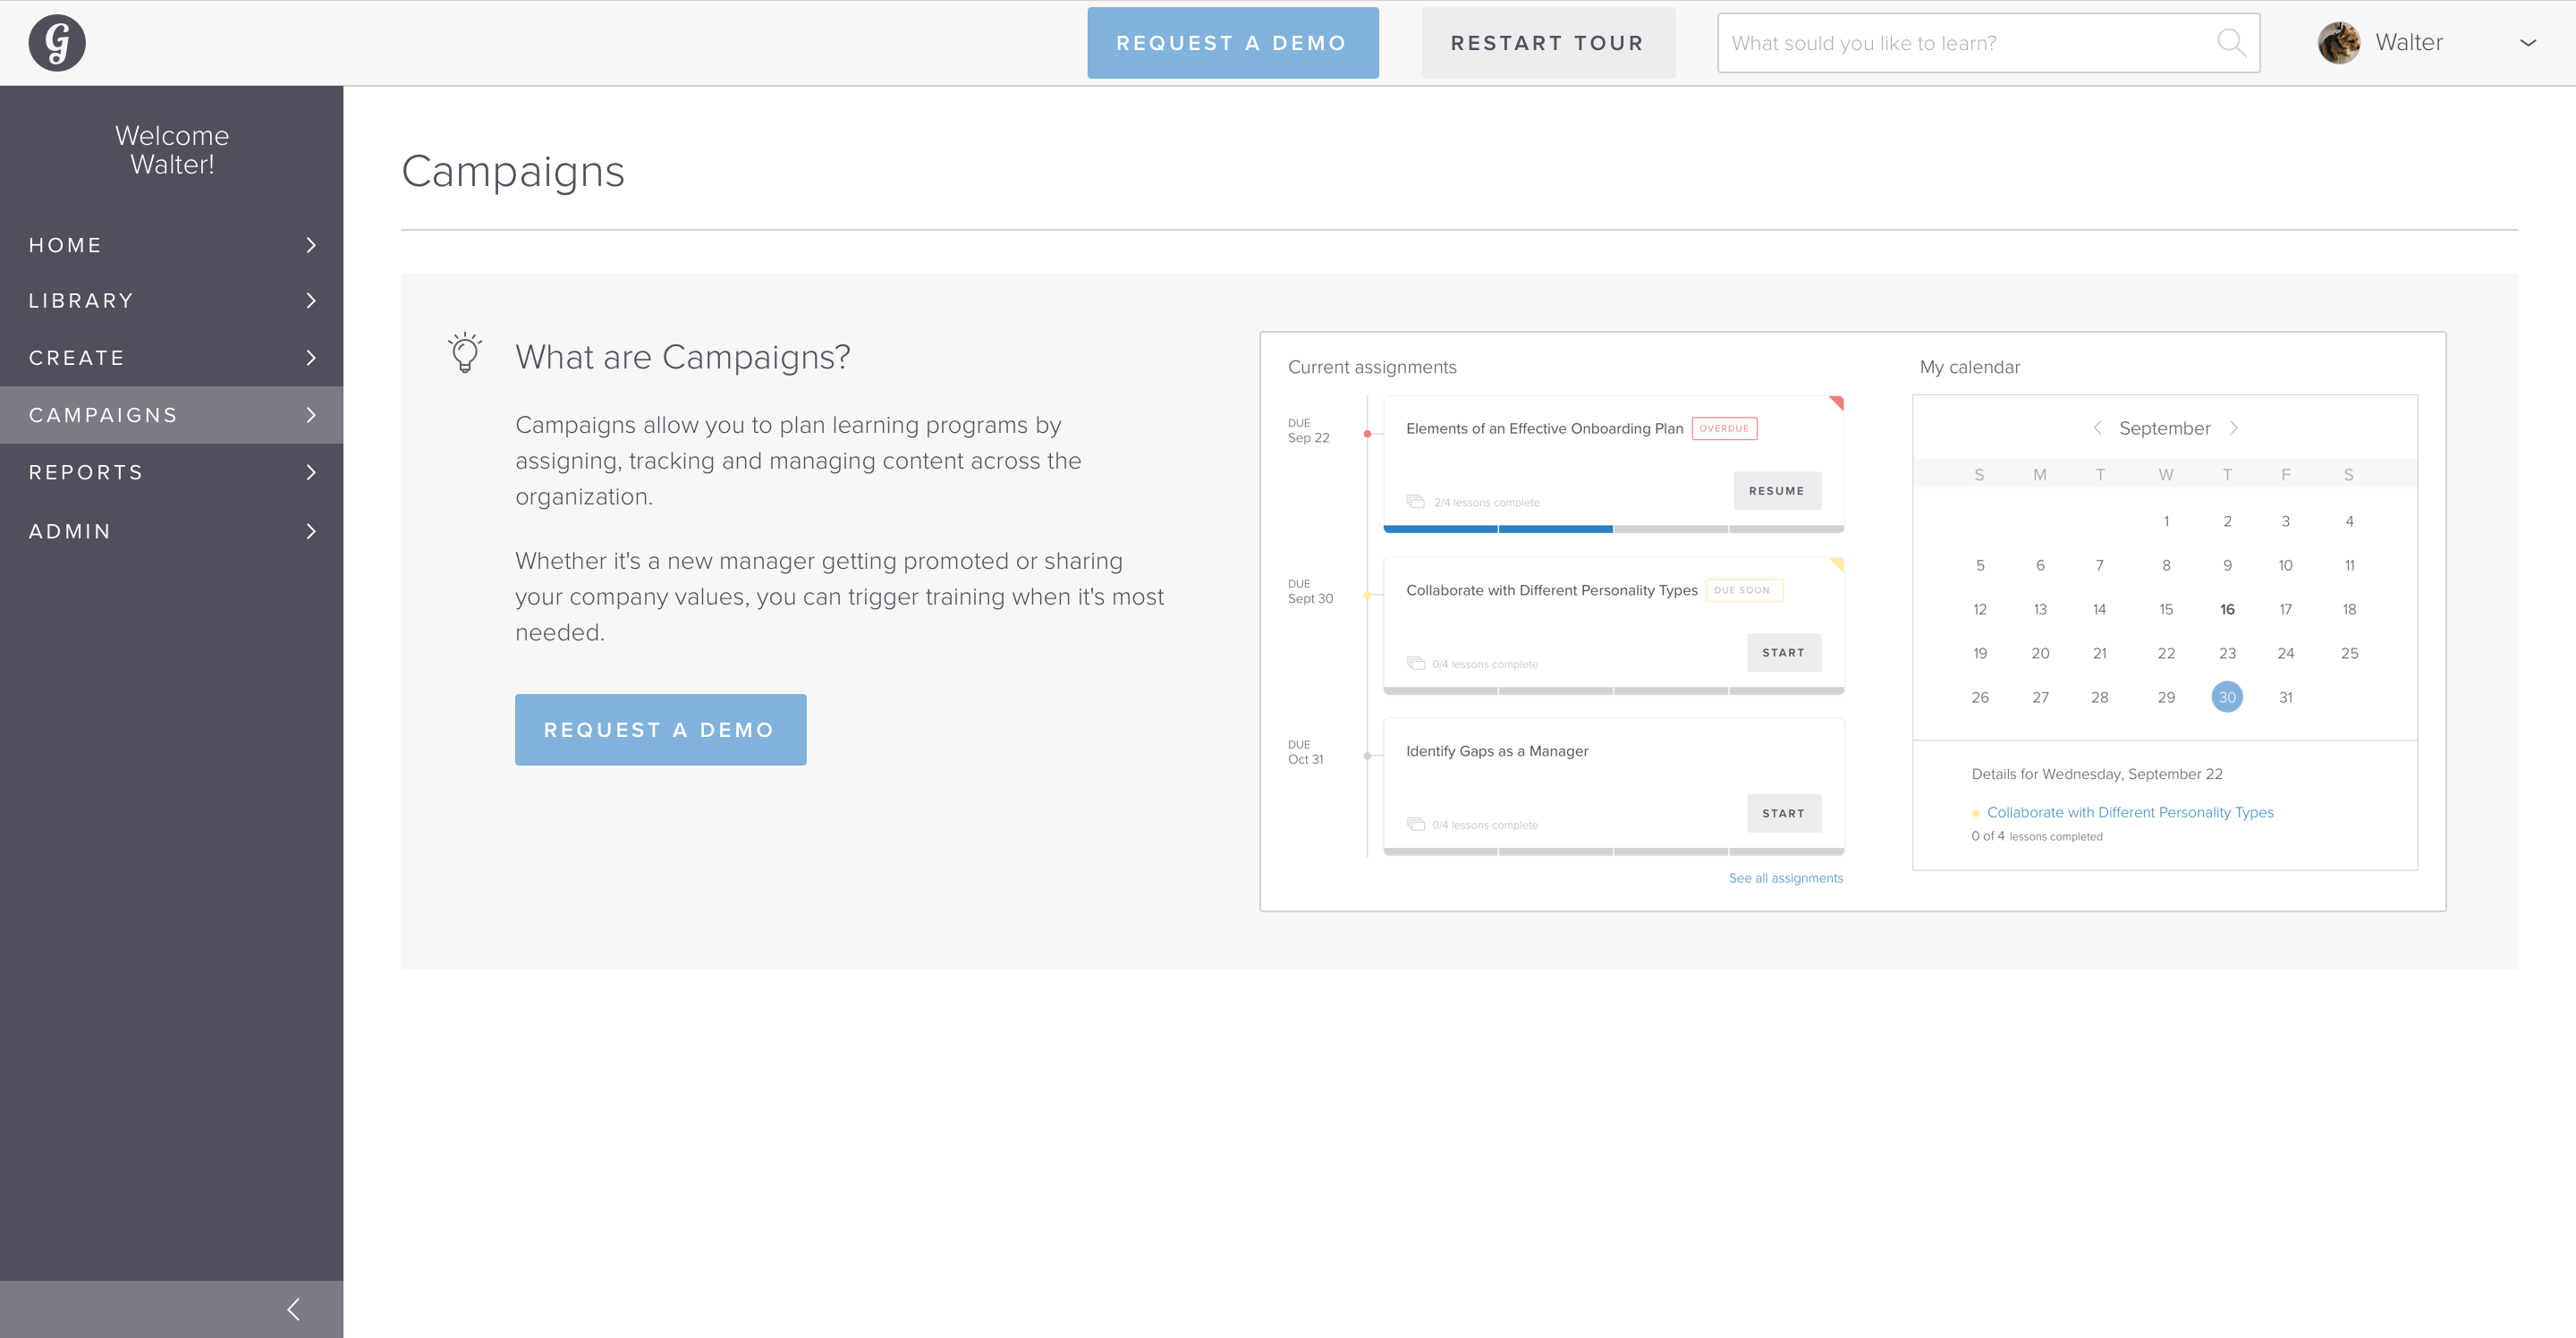 g
REQUEST A DEMO
RESTART TOUR
What sould you like to learn?
Walter
Welcome
Walter!
HOME
LIBRARY
CREATE
CAMPAIGNS
REPORTS
ADMIN
Campaigns
What are Campaigns?
Campaigns allow you to plan learning programs by
assigning, tracking and managing content across the
organization.
Whether it's a new manager getting promoted or sharing
your company values, you can trigger training when it's most
needed.
REQUEST A DEMO
Current assignments
DUE
Sep 22
Elements of an Effective Onboarding Plan OVERDUE
2/4 lessons complete
RESUME
DUE
Sept 30
Collaborate with Different Personality Types DUE SOON
0/4 lessons complete
START
DUE
Oct 31
Identify Gaps as a Manager
0/4 lessons complete
START
See all assignments
My calendar
September
S M T W T F S
1 2 3 4
5 6 7 8 9 10 11
12 13 14 15 16 17 18
19 20 21 22 23 24 25
26 27 28 29 30 31
Details for Wednesday, September 22
Collaborate with Different Personality Types
0 of 4 lessons completed